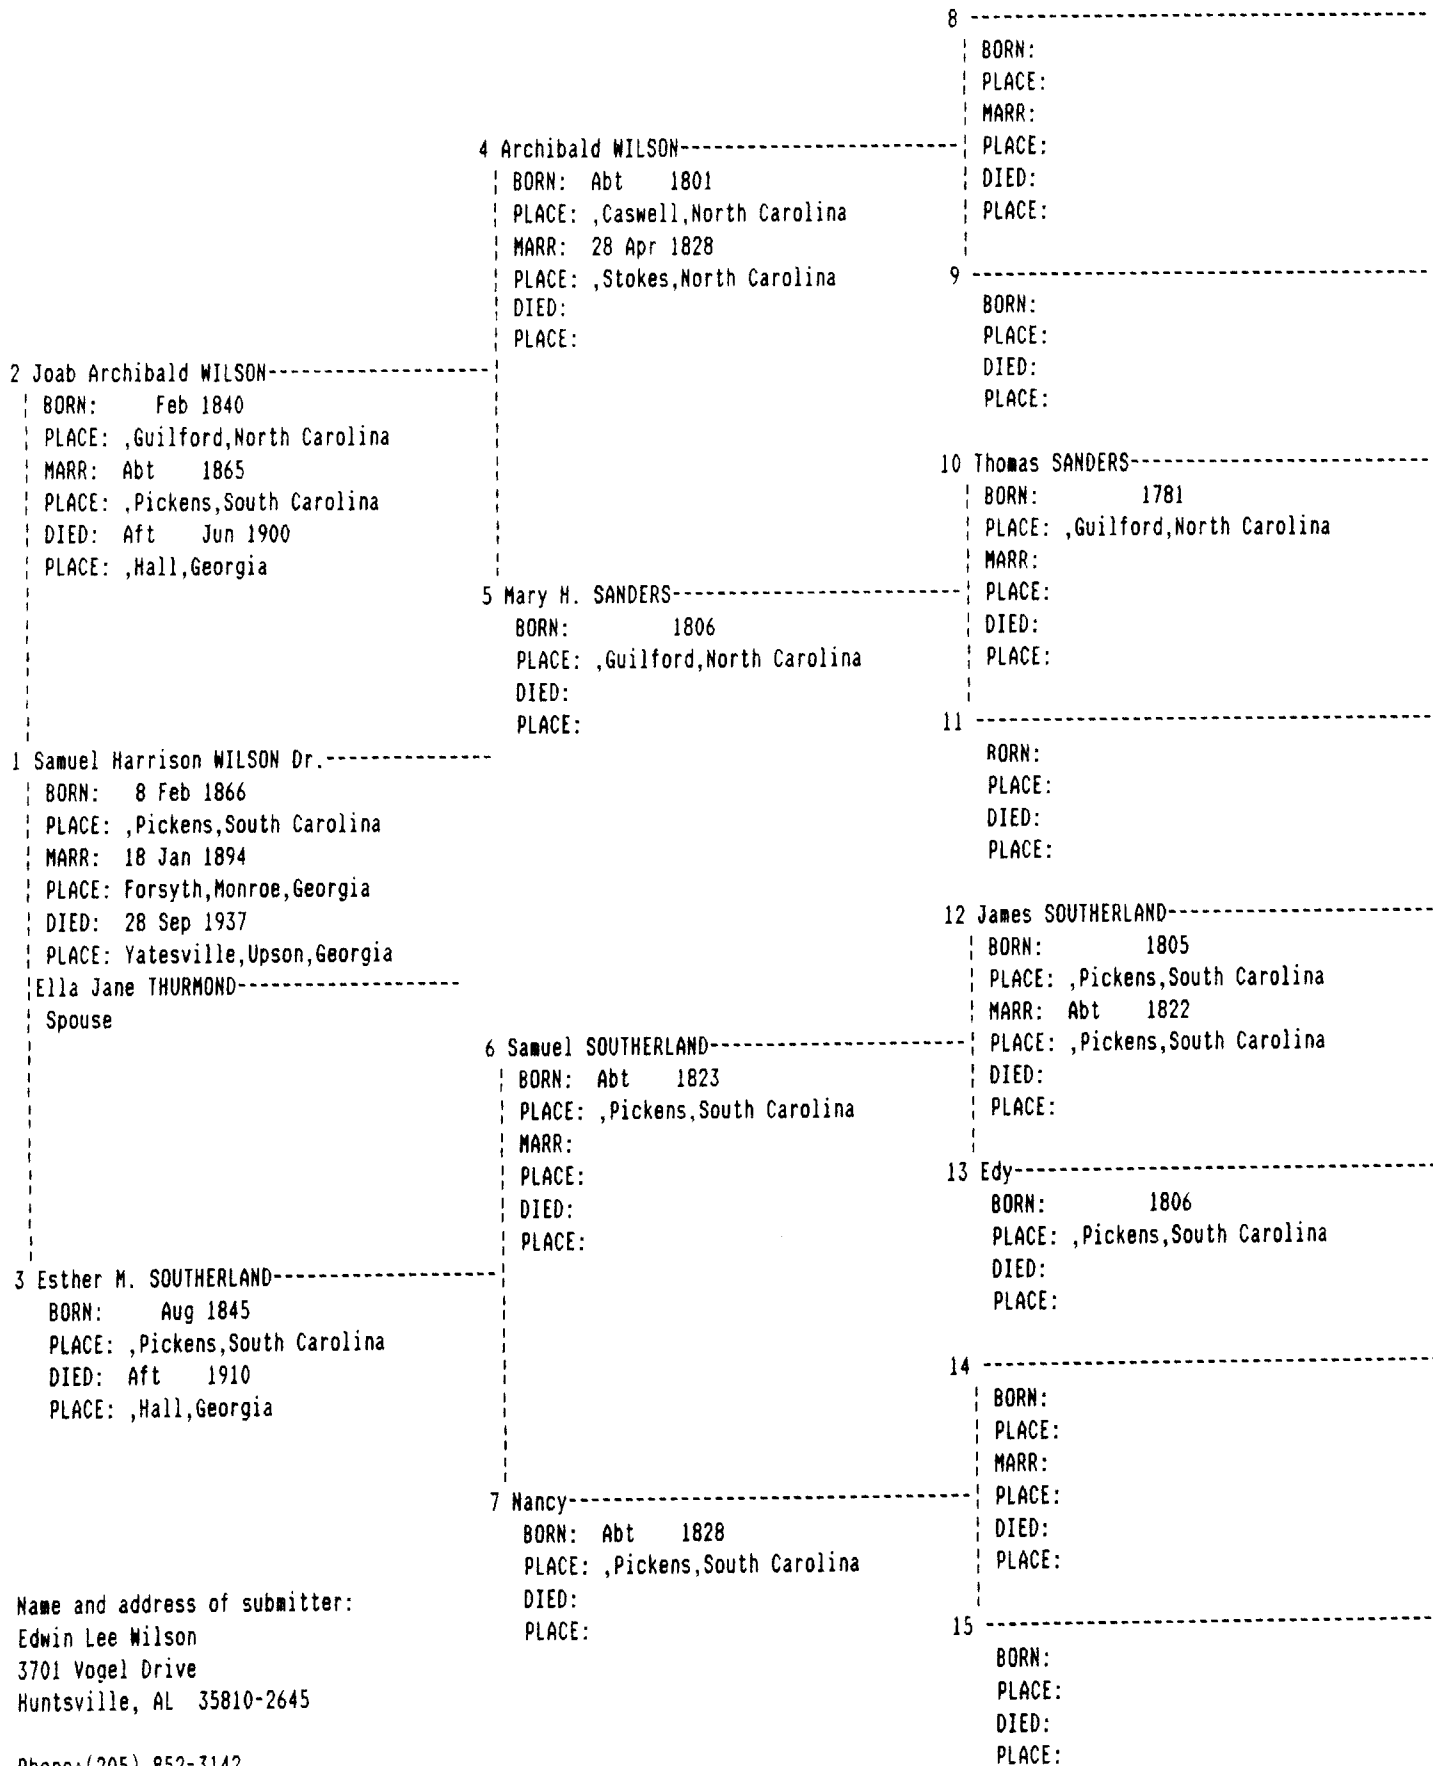 8
BORN:
PLACE:
MARR:
PLACE:
DIED:
PLACE:
4 Archibald WILSON
BORN: Abt 1801
PLACE: ,Caswell,North Carolina
MARR: 28 Apr 1828
PLACE: ,Stokes,North Carolina
DIED:
PLACE:
9
BORN:
PLACE:
DIED:
PLACE:
2 Joab Archibald WILSON
BORN: Feb 1840
PLACE: ,Guilford,North Carolina
MARR: Abt 1865
PLACE: ,Pickens,South Carolina
DIED: Aft Jun 1900
PLACE: ,Hall,Georgia
10 Thomas SANDERS
BORN: 1781
PLACE: ,Guilford,North Carolina
MARR:
PLACE:
DIED:
PLACE:
5 Mary H. SANDERS
BORN: 1806
PLACE: ,Guilford,North Carolina
DIED:
PLACE:
11
BORN:
PLACE:
DIED:
PLACE:
1 Samuel Harrison WILSON Dr.
BORN: 8 Feb 1866
PLACE: ,Pickens,South Carolina
MARR: 18 Jan 1894
PLACE: Forsyth,Monroe,Georgia
DIED: 28 Sep 1937
PLACE: Yatesville,Upson,Georgia
Ella Jane THURMOND
Spouse
12 James SOUTHERLAND
BORN: 1805
PLACE: ,Pickens,South Carolina
MARR: Abt 1822
PLACE: ,Pickens,South Carolina
DIED:
PLACE:
6 Samuel SOUTHERLAND
BORN: Abt 1823
PLACE: ,Pickens,South Carolina
MARR:
PLACE:
DIED:
PLACE:
13 Edy
BORN: 1806
PLACE: ,Pickens,South Carolina
DIED:
PLACE:
3 Esther M. SOUTHERLAND
BORN: Aug 1845
PLACE: ,Pickens,South Carolina
DIED: Aft 1910
PLACE: ,Hall,Georgia
14
BORN:
PLACE:
MARR:
PLACE:
DIED:
PLACE:
7 Nancy
BORN: Abt 1828
PLACE: ,Pickens,South Carolina
DIED:
PLACE:
15
BORN:
PLACE:
DIED:
PLACE:
Name and address of submitter:
Edwin Lee Wilson
3701 Vogel Drive
Huntsville, AL 35810-2645
Phone:(205) 852-3142